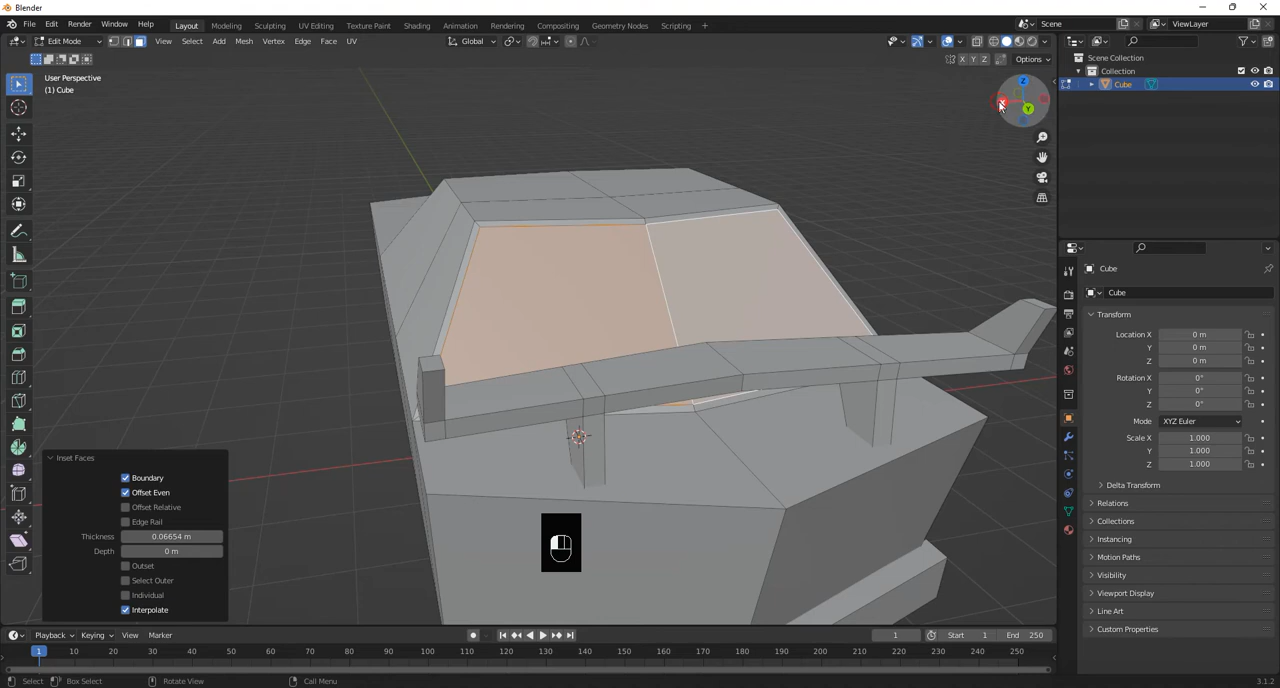 Blender
File Edit Render Window Help Layout Modeling Sculpting UV Editing Texture Paint Shading Animation Rendering Compositing Geometry Nodes Scripting + Scene ViewLayer
Edit Mode View Select Add Mesh Vertex Edge Face UV Global
X Y Z Options
User Perspective
(1) Cube
Scene Collection
Collection
Cube
Z
X
Y
Cube
Cube
Transform
Location X 0 m
Y 0 m
Z 0 m
Rotation X 0°
Y 0°
Z 0°
Mode XYZ Euler
Scale X 1.000
Y 1.000
Z 1.000
Delta Transform
Relations
Collections
Instancing
Motion Paths
Visibility
Viewport Display
Line Art
Custom Properties
Inset Faces
Boundary
Offset Even
Offset Relative
Edge Rail
Thickness 0.06654 m
Depth 0 m
Outset
Select Outer
Individual
Interpolate
Playback Keying View Marker 1 Start 1 End 250
1 10 20 30 40 50 60 70 80 90 100 110 120 130 140 150 160 170 180 190 200 210 220 230 240 250
Select Box Select Rotate View Call Menu 3.1.2